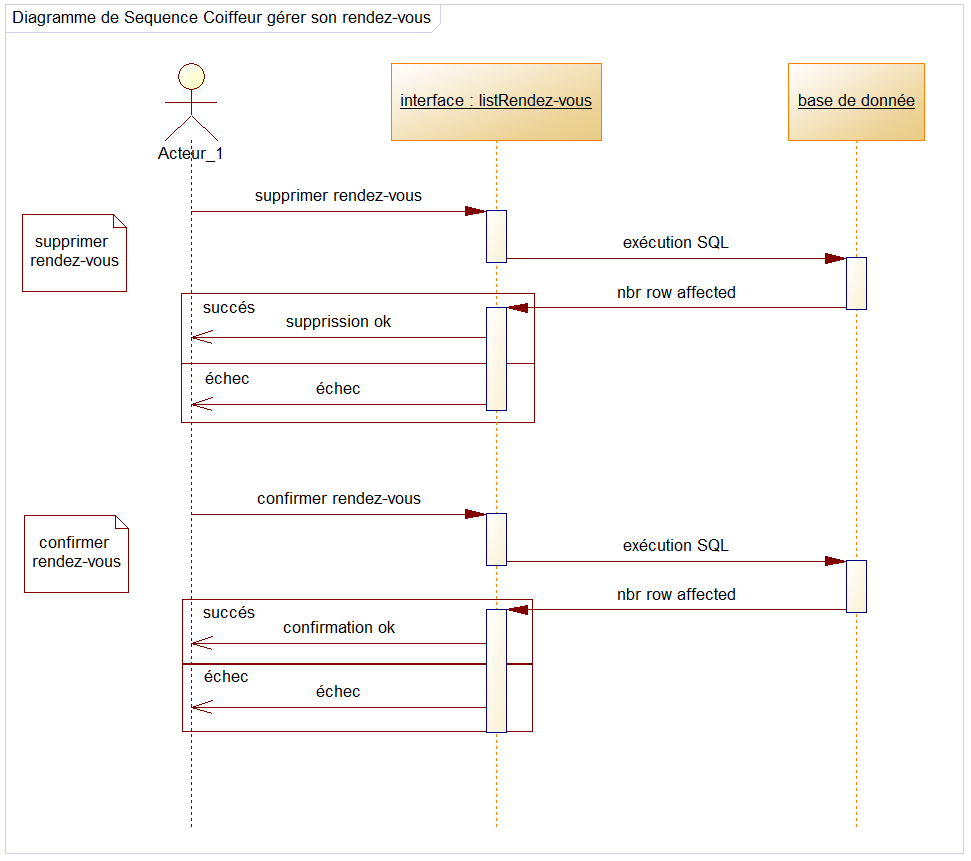 Diagramme de Sequence Coiffeur gérer son rendez-vous
interface : listRendez-vous
base de donnée
Acteur_1
supprimer rendez-vous
supprimer
rendez-vous
exécution SQL
nbr row affected
succés
supprission ok
échec
échec
confirmer rendez-vous
confirmer
rendez-vous
exécution SQL
nbr row affected
succés
confirmation ok
échec
échec